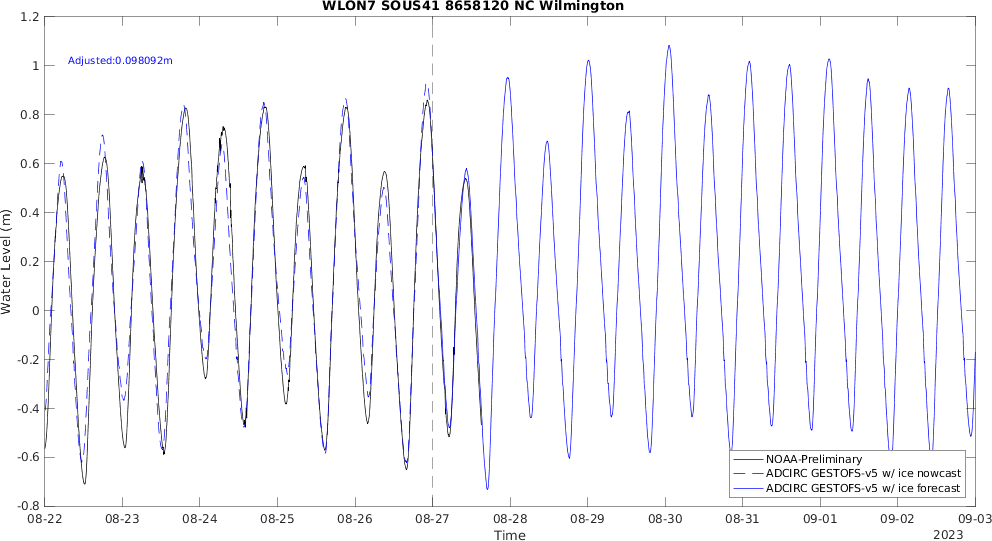 WLON7 SOUS41 8658120 NC Wilmington
1.2
Adjusted:0.098092m
1
0.8
0.6
0.4
0.2
0
-0.2
-0.4
-0.6
-0.8
Water Level (m)
NOAA-Preliminary
ADCIRC GESTOFS-v5 w/ ice nowcast
ADCIRC GESTOFS-v5 w/ ice forecast
08-22 08-23 08-24 08-25 08-26 08-27 08-28 08-29 08-30 08-31 09-01 09-02 09-03
Time
2023